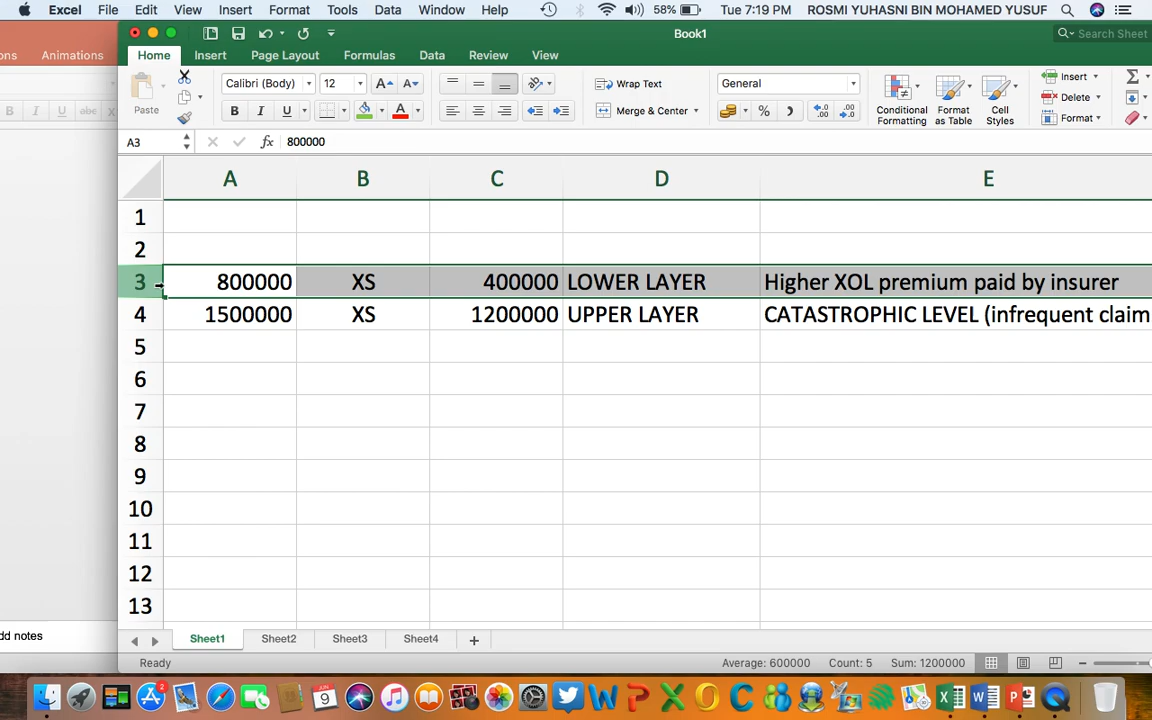 Excel File Edit View Insert Format Tools Data Window Help 58% Tue 7:19 PM ROSMI YUHASNI BIN MOHAMED YUSUF
Book1
Search Sheet
ons Animations
Home Insert Page Layout Formulas Data Review View
Paste
Calibri (Body) 12 A A
Wrap Text
General
Conditional Formatting
Format as Table
Cell Styles
Insert
Delete
Format
B I U abe X
B I U A
Merge & Center
%
A3 fx 800000
A B C D E
1
2
3 800000 XS 400000 LOWER LAYER Higher XOL premium paid by insurer
4 1500000 XS 1200000 UPPER LAYER CATASTROPHIC LEVEL (infrequent claim
5
6
7
8
9
10
11
12
13
dd notes
Sheet1 Sheet2 Sheet3 Sheet4 +
Ready Average: 600000 Count: 5 Sum: 1200000